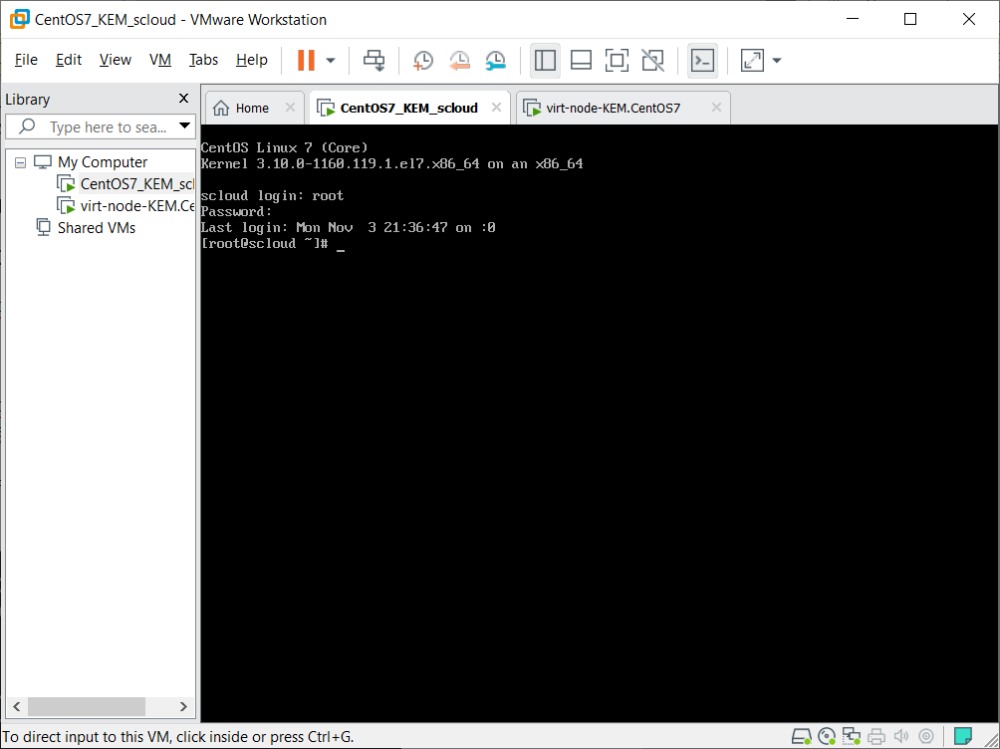 CentOS7_KEM_scloud - VMware Workstation
File Edit View VM Tabs Help
Library
Type here to sea...
My Computer
CentOS7_KEM_scl
virt-node-KEM.Ce
Shared VMs
Home
CentOS7_KEM_scloud
virt-node-KEM.CentOS7
CentOS Linux 7 (Core)
Kernel 3.10.0-1160.119.1.el7.x86_64 on an x86_64
scloud login: root
Password:
Last login: Mon Nov  3 21:36:47 on :0
[root@scloud ~]# _
To direct input to this VM, click inside or press Ctrl+G.